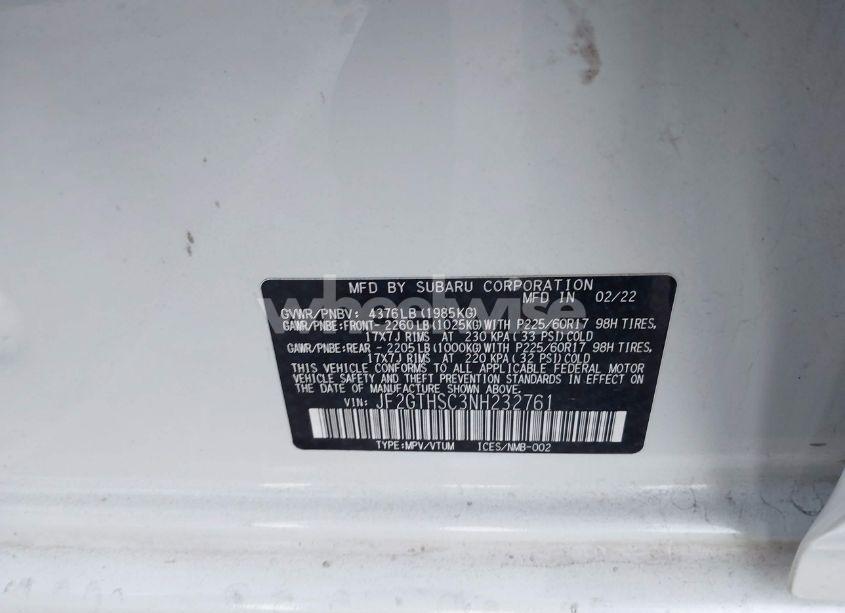 MFD BY SUBARU CORPORATION
MFD IN 02/22
GVWR/PNBV: 4376LB(1985KG)
GAWR/PNBE:FRONT- 2260LB(1025KG)WITH P225/60R17 98H TIRES,
17X7J RIMS AT 230 KPA(33 PSI)COLD
GAWR/PNBE:REAR - 2205LB(1000KG)WITH P225/60R17 98H TIRES,
17X7J RIMS AT 220 KPA(32 PSI)COLD
THIS VEHICLE CONFORMS TO ALL APPLICABLE FEDERAL MOTOR
VEHICLE SAFETY AND THEFT PREVENTION STANDARDS IN EFFECT ON
THE DATE OF MANUFACTURE SHOWN ABOVE.
VIN: JF2GTHSC3NH232761
TYPE:MPV/VTUM ICES/NMB-002
wheelwise